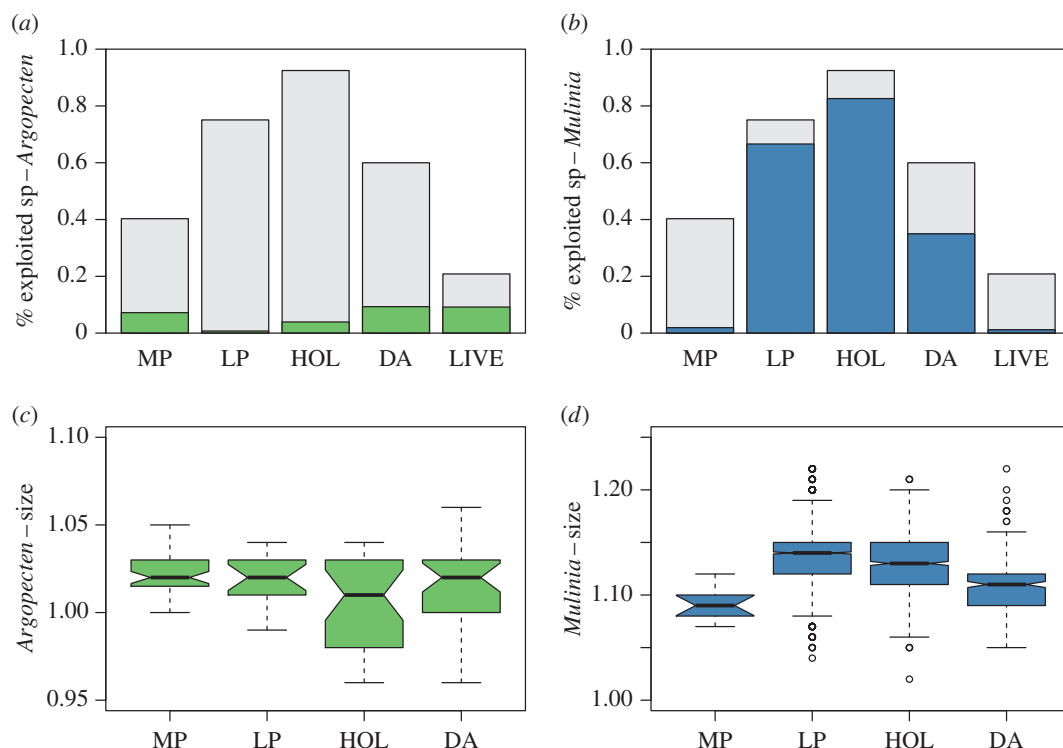 (a)
% exploited sp – Argopecten
1.0
0.8
0.6
0.4
0.2
0
MP LP HOL DA LIVE
(b)
% exploited sp – Mulinia
1.0
0.8
0.6
0.4
0.2
0
MP LP HOL DA LIVE
(c)
Argopecten – size
1.10
1.05
1.00
0.95
MP LP HOL DA
(d)
Mulinia – size
1.20
1.10
1.00
MP LP HOL DA